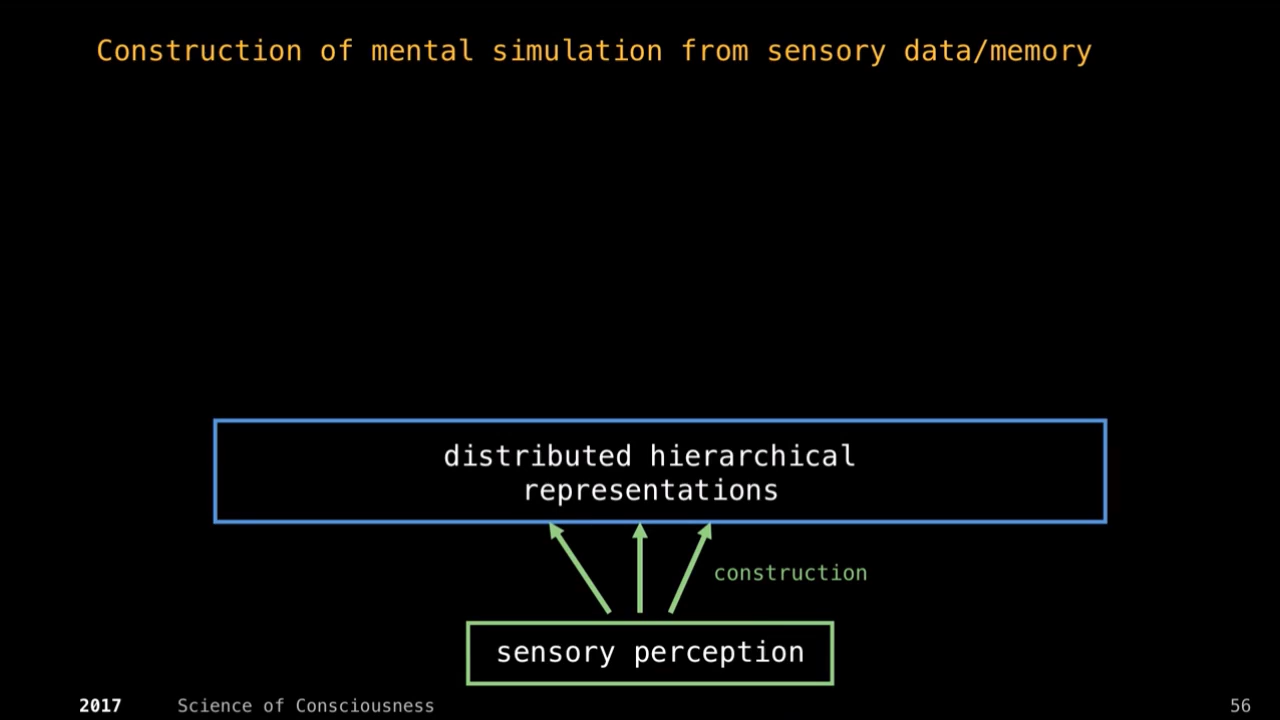 Construction of mental simulation from sensory data/memory
distributed hierarchical
representations
construction
sensory perception
2017 Science of Consciousness 56